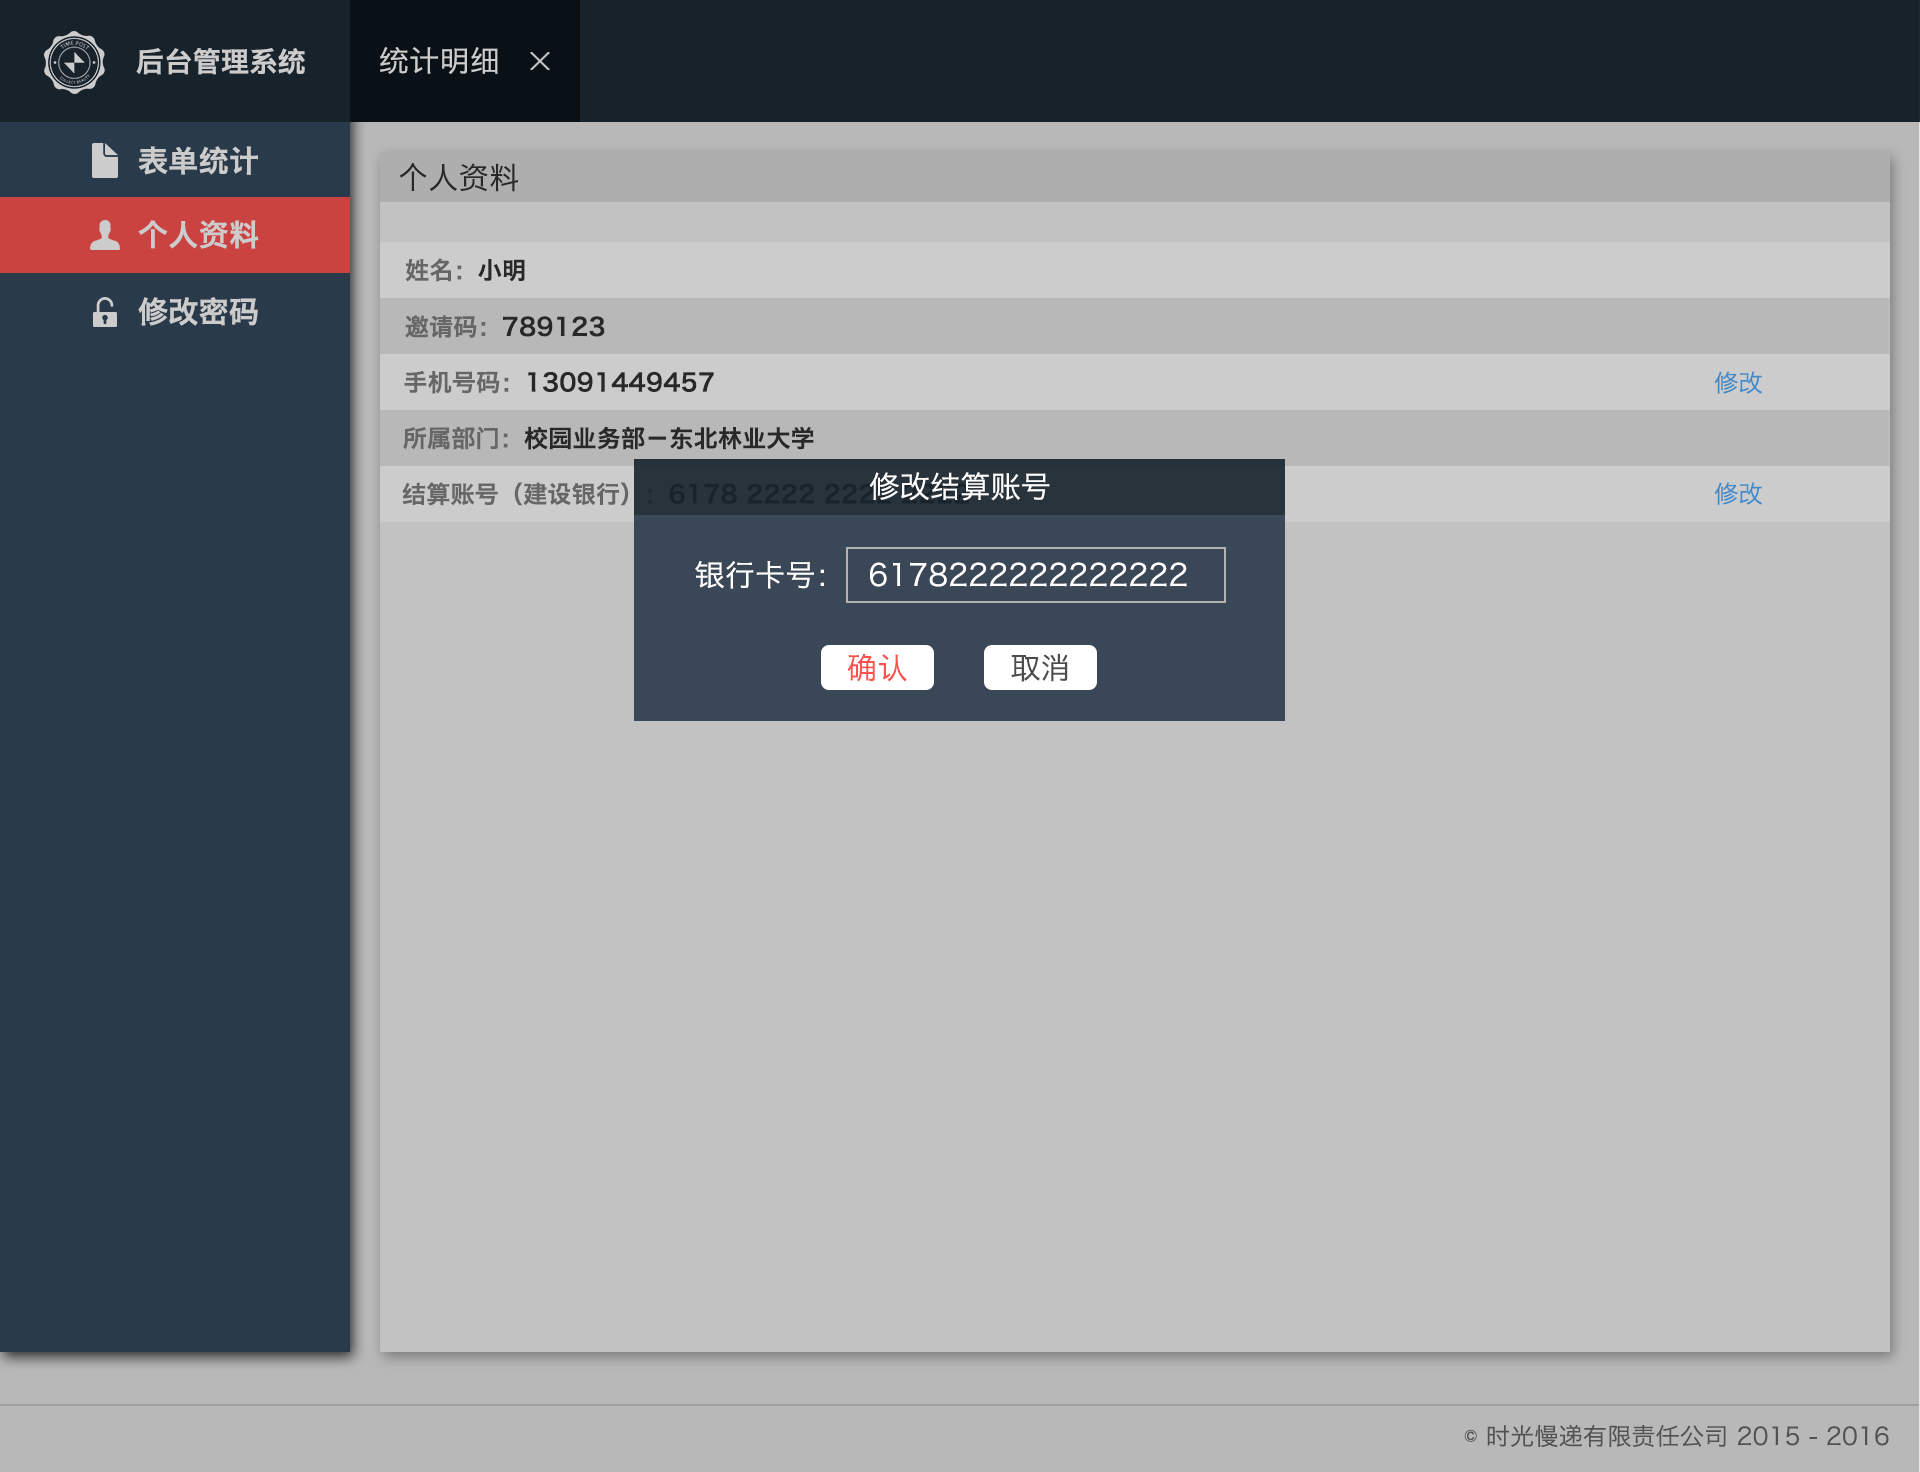 后台管理系统
统计明细
表单统计
个人资料
修改密码
个人资料
姓名：小明
邀请码：789123
手机号码：13091449457 修改
所属部门：校园业务部－东北林业大学
结算账号（建设银行）：6178 2222 222 修改
修改结算账号
银行卡号：6178222222222222
确认 取消
© 时光慢递有限责任公司 2015 - 2016